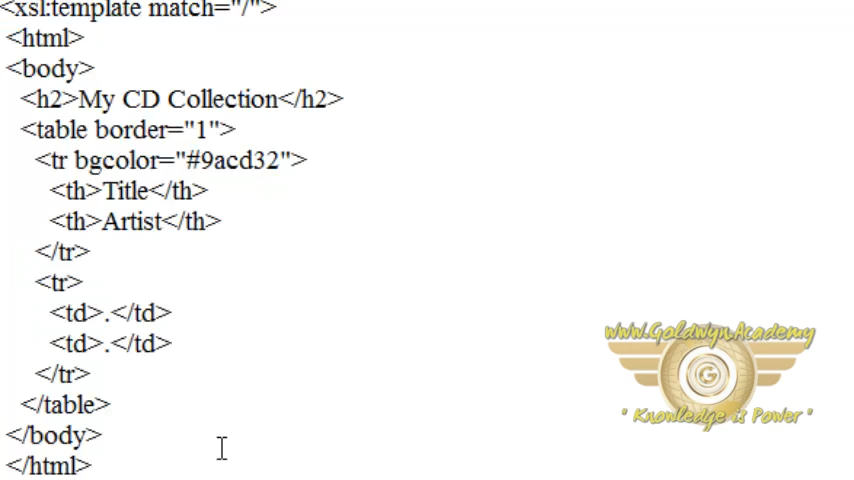 <xsl:template match="/">
<html>
<body>
<h2>My CD Collection</h2>
<table border="1">
<tr bgcolor="#9acd32">
<th>Title</th>
<th>Artist</th>
</tr>
<tr>
<td>.</td>
<td>.</td>
</tr>
</table>
</body>
</html>
www.GoldwynAcademy
G
" Knowledge is Power "